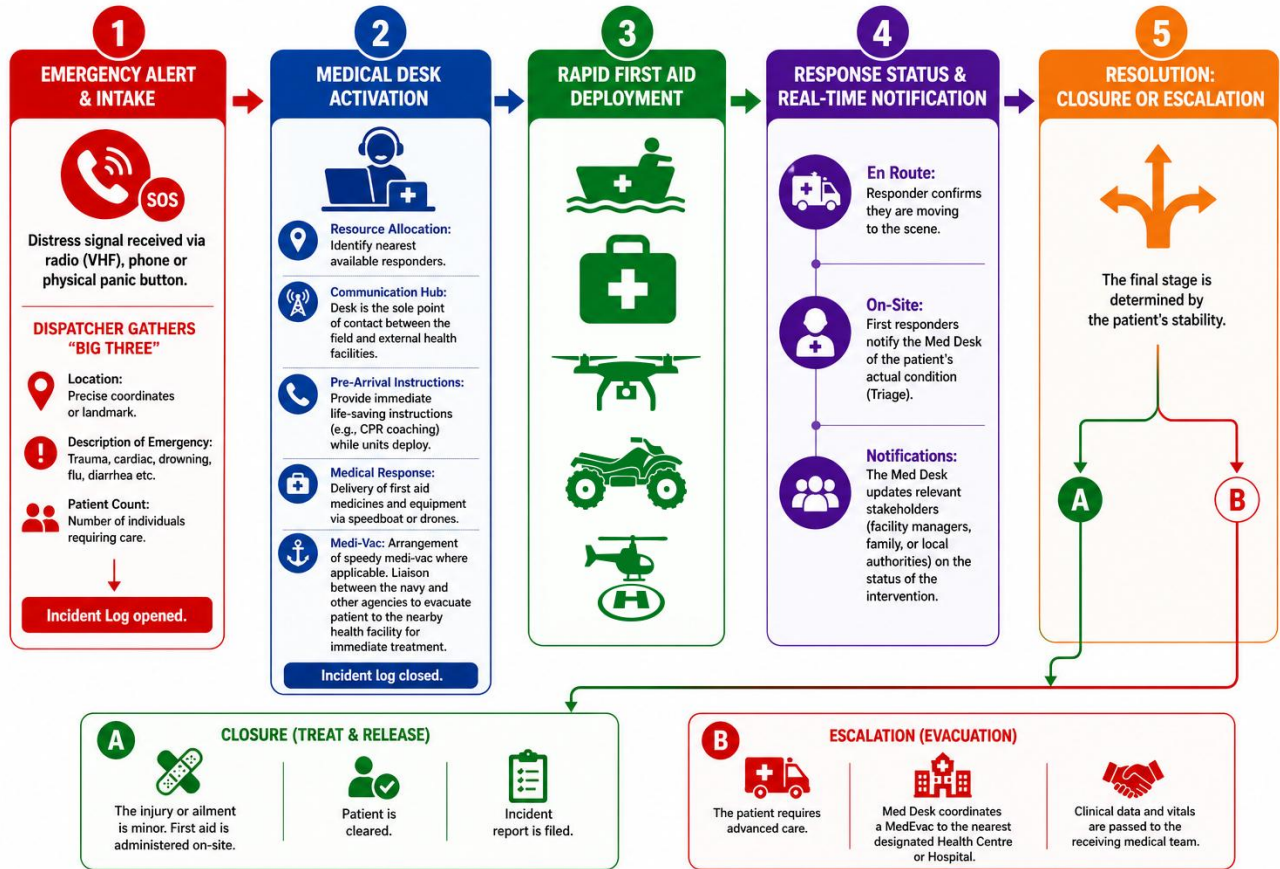 1
EMERGENCY ALERT
& INTAKE
SOS
Distress signal received via
radio (VHF), phone or
physical panic button.
DISPATCHER GATHERS
“BIG THREE”
Location:
Precise coordinates
or landmark.
Description of Emergency:
Trauma, cardiac, drowning,
flu, diarrhea etc.
Patient Count:
Number of individuals
requiring care.
Incident Log opened.
2
MEDICAL DESK
ACTIVATION
Resource Allocation:
Identify nearest
available responders.
Communication Hub:
Desk is the sole point
of contact between the
field and external health
facilities.
Pre-Arrival Instructions:
Provide immediate
life-saving instructions
(e.g., CPR coaching)
while units deploy.
Medical Response:
Delivery of first aid
medicines and equipment
via speedboat or drones.
Medi-Vac: Arrangement
of speedy medi-vac where
applicable. Liaison
between the navy and
other agencies to evacuate
patient to the nearby
health facility for
immediate treatment.
Incident log closed.
3
RAPID FIRST AID
DEPLOYMENT
H
4
RESPONSE STATUS &
REAL-TIME NOTIFICATION
En Route:
Responder confirms
they are moving
to the scene.
On-Site:
First responders
notify the Med Desk
of the patient's
actual condition
(Triage).
Notifications:
The Med Desk
updates relevant
stakeholders
(facility managers,
family, or local
authorities) on the
status of the
intervention.
5
RESOLUTION:
CLOSURE OR ESCALATION
The final stage is
determined by
the patient's stability.
A
B
A
CLOSURE (TREAT & RELEASE)
The injury or ailment
is minor. First aid is
administered on-site.
Patient is
cleared.
Incident
report is filed.
B
ESCALATION (EVACUATION)
The patient requires
advanced care.
Med Desk coordinates
a MedEvac to the nearest
designated Health Centre
or Hospital.
Clinical data and vitals
are passed to the
receiving medical team.